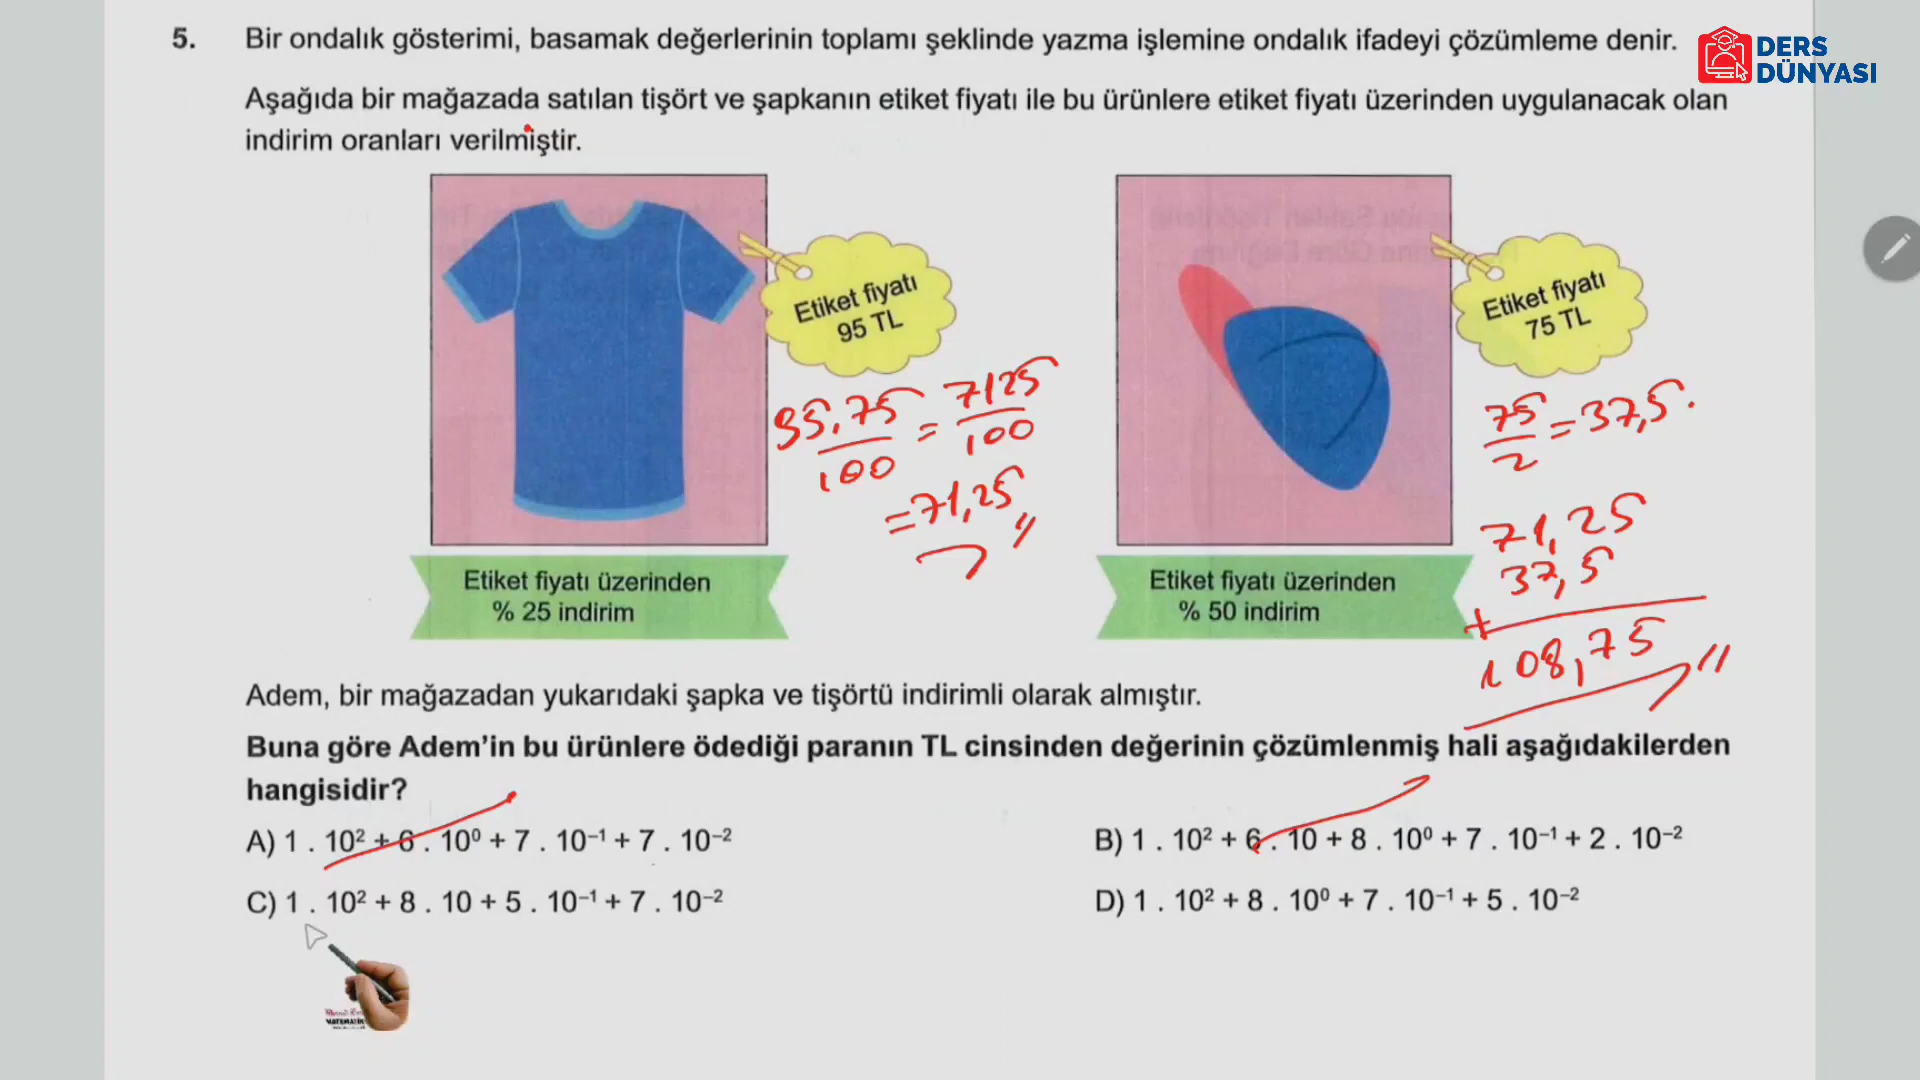 5. Bir ondalık gösterimi, basamak değerlerinin toplamı şeklinde yazma işlemine ondalık ifadeyi çözümleme denir.
DERS
DÜNYASI
Aşağıda bir mağazada satılan tişört ve şapkanın etiket fiyatı ile bu ürünlere etiket fiyatı üzerinden uygulanacak olan
indirim oranları verilmiştir.
Etiket fiyatı
95 TL
Etiket fiyatı
75 TL
95.75/100 = 7125/100
= 71,25 //
75/2 = 37,5.
71,25
37,5
+
108,75 //
Etiket fiyatı üzerinden
% 25 indirim
Etiket fiyatı üzerinden
% 50 indirim
Adem, bir mağazadan yukarıdaki şapka ve tişörtü indirimli olarak almıştır.
Buna göre Adem'in bu ürünlere ödediği paranın TL cinsinden değerinin çözümlenmiş hali aşağıdakilerden
hangisidir?
A) 1 . 10² + 6 . 10⁰ + 7 . 10⁻¹ + 7 . 10⁻²
B) 1 . 10² + 6 . 10 + 8 . 10⁰ + 7 . 10⁻¹ + 2 . 10⁻²
C) 1 . 10² + 8 . 10 + 5 . 10⁻¹ + 7 . 10⁻²
D) 1 . 10² + 8 . 10⁰ + 7 . 10⁻¹ + 5 . 10⁻²